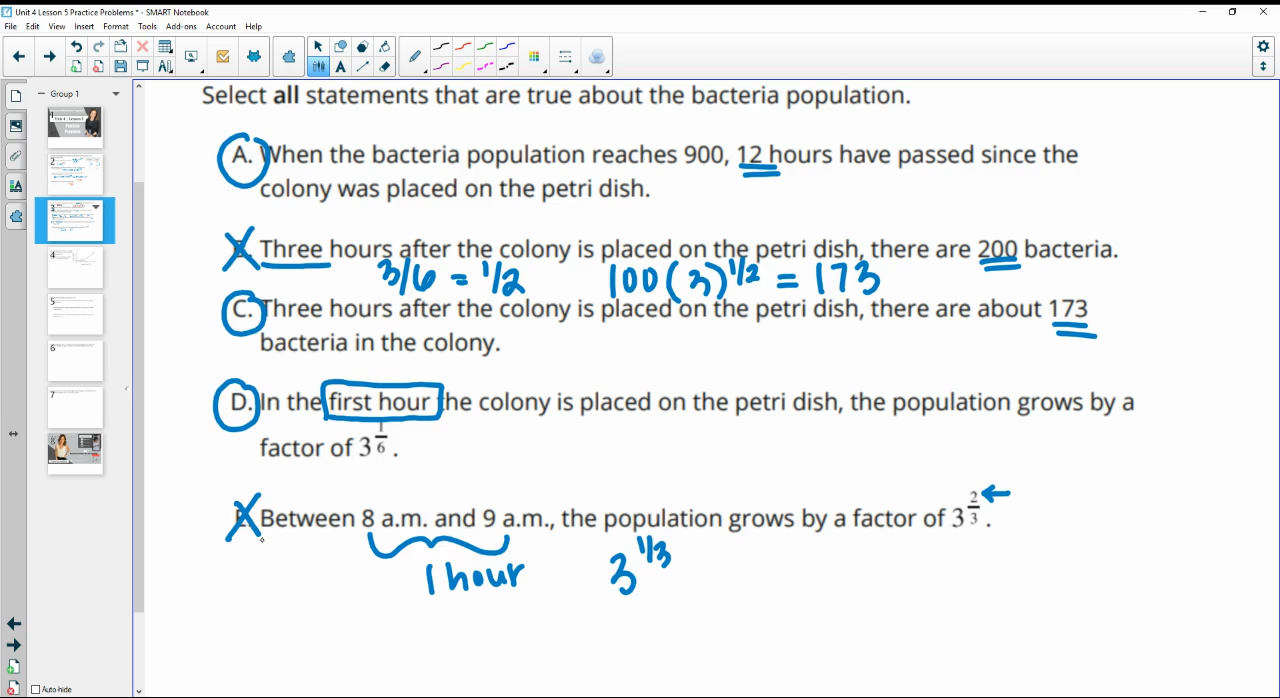 Unit 4 Lesson 5 Practice Problems * - SMART Notebook
File Edit View Insert Format Tools Add-ons Account Help
Group 1
Select all statements that are true about the bacteria population.
A. When the bacteria population reaches 900, 12 hours have passed since the
colony was placed on the petri dish.
Three hours after the colony is placed on the petri dish, there are 200 bacteria.
3/6 = 1/2 100(3)^1/2 = 173
C. Three hours after the colony is placed on the petri dish, there are about 173
bacteria in the colony.
D. In the first hour the colony is placed on the petri dish, the population grows by a
factor of 3^1/6.
E. Between 8 a.m. and 9 a.m., the population grows by a factor of 3^2/3.
1 hour 3^1/3
Auto-hide